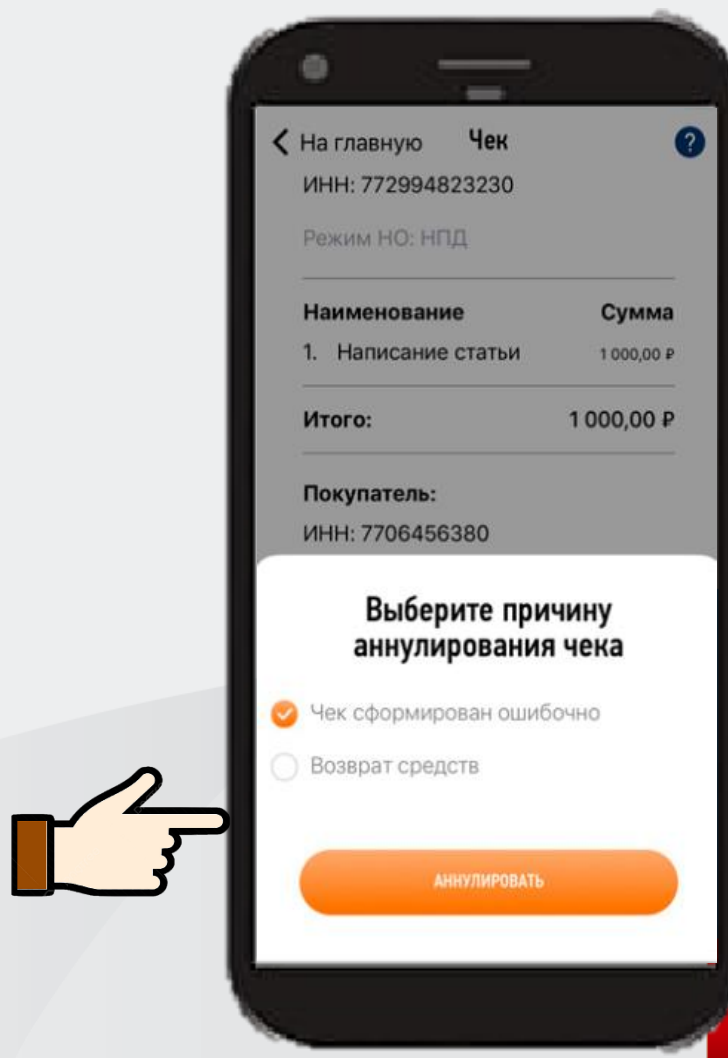 На главную Чек ?
ИНН: 772994823230
Режим НО: НПД
Наименование Сумма
1. Написание статьи 1 000,00 ₽
Итого: 1 000,00 ₽
Покупатель:
ИНН: 7706456380
Выберите причину
аннулирования чека
Чек сформирован ошибочно
Возврат средств
АННУЛИРОВАТЬ